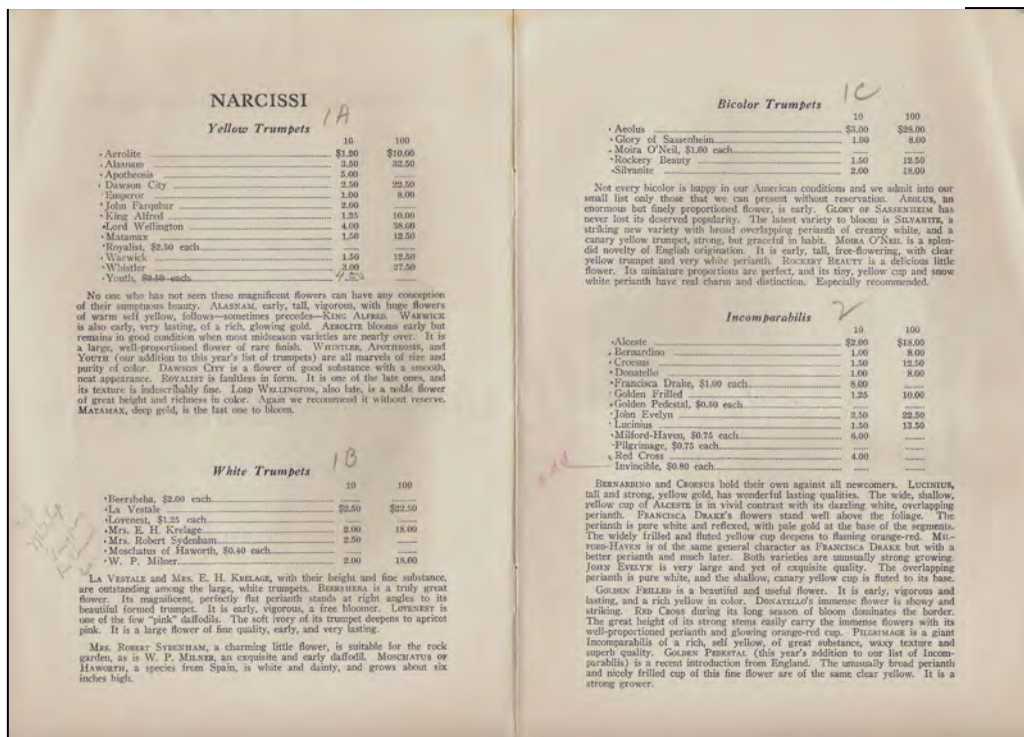 NARCISSI
Yellow Trumpets 1A
10 100
Aerolite $1.20 $10.00
Alasnam 3.50 32.50
Apotheosis 5.00
Dawson City 2.50 22.50
Emperor 1.00 8.00
John Farquhar 2.00
King Alfred 1.25 10.00
Lord Wellington 4.00 38.00
Matamax 1.50 12.50
Royalist, $2.50 each
Warwick 1.50 12.50
Whistler 3.00 27.50
Youth, $0.50 each
No one who has not seen these magnificent flowers can have any conception
of their sumptuous beauty. ALASNAM, early, tall, vigorous, with huge flowers
of warm self yellow, follows—sometimes precedes—KING ALFRED. WARWICK
is also early, very lasting, of a rich, glowing gold. AEROLITE blooms early but
remains in good condition when most midseason varieties are nearly over. It is
a large, well-proportioned flower of rare finish. WHISTLER, APOTHEOSIS, and
YOUTH (our addition to this year's list of trumpets) are all marvels of size and
purity of color. DAWSON CITY is a flower of good substance with a smooth,
neat appearance. ROYALIST is faultless in form. It is one of the late ones, and
its texture is indescribably fine. LORD WELLINGTON, also late, is a noble flower
of great height and richness in color. Again we recommend it without reserve.
MATAMAX, deep gold, is the last one to bloom.
White Trumpets 1B
10 100
Beersheba, $2.00 each
La Vestale $2.50 $22.50
Lovenest, $1.25 each
Mrs. E. H. Krelage 2.00 18.00
Mrs. Robert Sydenham 2.50
Moschatus of Haworth, $0.40 each
W. P. Milner 2.00 18.00
LA VESTALE and MRS. E. H. KRELAGE, with their height and fine substance,
are outstanding among the large, white trumpets. BEERSHEBA is a truly great
flower. Its magnificent, perfectly flat perianth stands at right angles to its
beautiful formed trumpet. It is early, vigorous, a free bloomer. LOVENEST is
one of the few "pink" daffodils. The soft ivory of its trumpet deepens to apricot
pink. It is a large flower of fine quality, early, and very lasting.
MRS. ROBERT SYDENHAM, a charming little flower, is suitable for the rock
garden, as is W. P. MILNER, an exquisite and early daffodil. MOSCHATUS OF
HAWORTH, a species from Spain, is white and dainty, and grows about six
inches high.
Bicolor Trumpets 1C
10 100
Aeolus $3.00 $28.00
Glory of Sassenheim 1.00 8.00
Moira O'Neil, $1.00 each
Rockery Beauty 1.50 12.50
Silvanite 2.00 18.00
Not every bicolor is happy in our American conditions and we admit into our
small list only those that we can present without reservation. AEOLUS, an
enormous but finely proportioned flower, is early. GLORY OF SASSENHEIM has
never lost its deserved popularity. The latest variety to bloom is SILVANITE, a
striking new variety with broad overlapping perianth of creamy white, and a
canary yellow trumpet, strong, but graceful in habit. MOIRA O'NEIL is a splen-
did novelty of English origination. It is early, tall, free-flowering, with clear
yellow trumpet and very white perianth. ROCKERY BEAUTY is a delicious little
flower. Its miniature proportions are perfect, and its tiny, yellow cup and snow
white perianth have real charm and distinction. Especially recommended.
Incomparabilis 2
10 100
Alceste $2.00 $18.00
Bernardino 1.00 8.00
Croesus 1.50 12.50
Donatello 1.00 8.00
Francisca Drake, $1.00 each 8.00
Golden Frilled 1.25 10.00
Golden Pedestal, $0.50 each
John Evelyn 2.50 22.50
Lucinius 1.50 13.50
Milford-Haven, $0.75 each 6.00
Pilgrimage, $0.75 each
Red Cross 4.00
add Invincible, $0.80 each
BERNARDINO and CROESUS hold their own against all newcomers. LUCINIUS,
tall and strong, yellow gold, has wonderful lasting qualities. The wide, shallow,
yellow cup of ALCESTE is in vivid contrast with its dazzling white, overlapping
perianth. FRANCISCA DRAKE'S flowers stand well above the foliage. The
perianth is pure white and reflexed, with pale gold at the base of the segments.
The widely frilled and fluted yellow cup deepens to flaming orange-red. MIL-
FORD-HAVEN is of the same general character as FRANCISCA DRAKE but with a
better perianth and much later. Both varieties are unusually strong growing.
JOHN EVELYN is very large and yet of exquisite quality. The overlapping
perianth is pure white, and the shallow, canary yellow cup is fluted to its base.
GOLDEN FRILLED is a beautiful and useful flower. It is early, vigorous and
lasting, and a rich yellow in color. DONATELLO'S immense flower is showy and
striking. RED CROSS during its long season of bloom dominates the border.
The great height of its strong stems easily carry the immense flowers with its
well-proportioned perianth and glowing orange-red cup. PILGRIMAGE is a giant
Incomparabilis of a rich, self yellow, of great substance, waxy texture and
superb quality. GOLDEN PEDESTAL (this year's addition to our list of Incom-
parabilis) is a recent introduction from England. The unusually broad perianth
and nicely frilled cup of this fine flower are of the same clear yellow. It is a
strong grower.